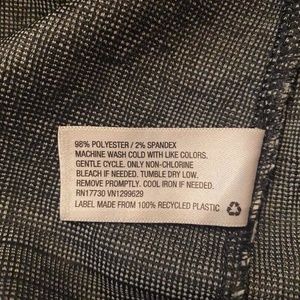 98% POLYESTER / 2% SPANDEX
MACHINE WASH COLD WITH LIKE COLORS.
GENTLE CYCLE. ONLY NON-CHLORINE
BLEACH IF NEEDED. TUMBLE DRY LOW.
REMOVE PROMPTLY. COOL IRON IF NEEDED.
RN17730 VN1299629
LABEL MADE FROM 100% RECYCLED PLASTIC